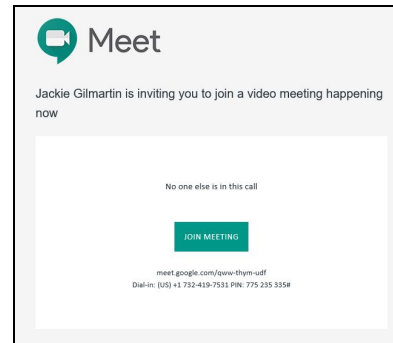 Meet
Jackie Gilmartin is inviting you to join a video meeting happening
now
No one else is in this call
JOIN MEETING
meet.google.com/qww-thym-udf
Dial-in: (US) +1 732-419-7531 PIN: 775 235 335#